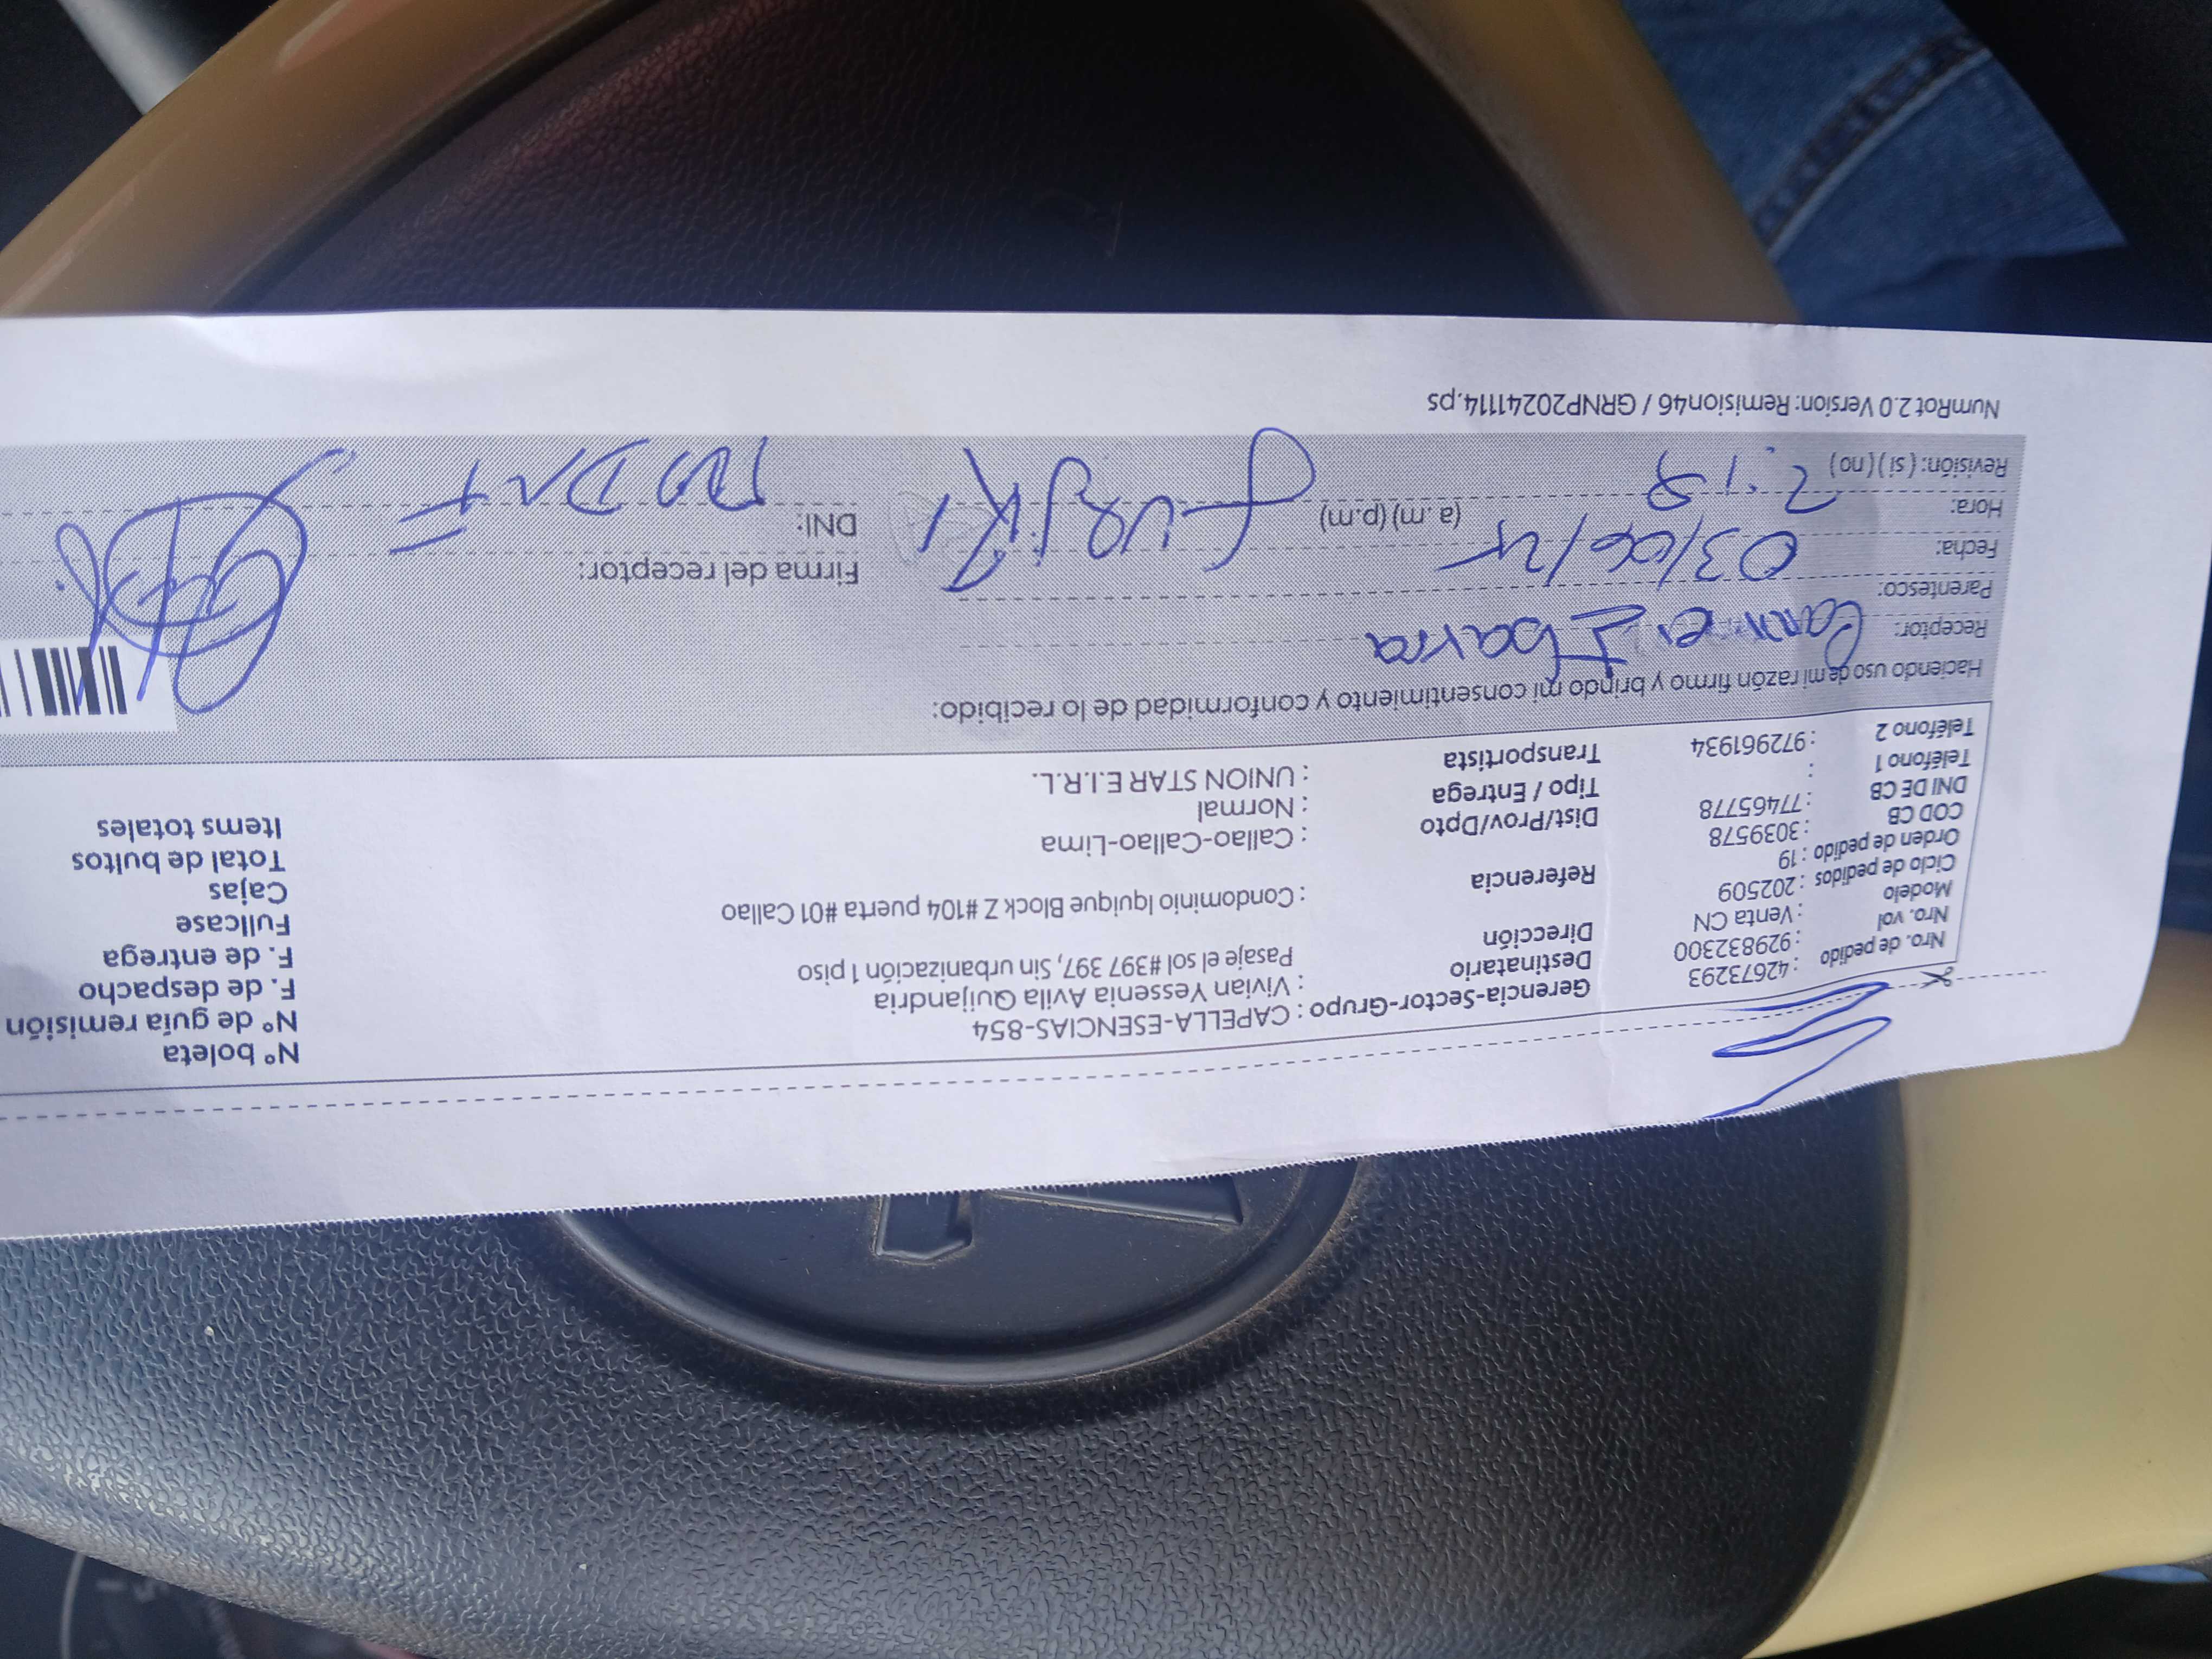 Nº boleta
Gerencia-Sector-Grupo : CAPELLA-ESENCIAS-854
Nº de guía remisión
Nro. de pedido : 42673293
Destinatario : Vivian Yessenia Avila Quijandria
F. de despacho
Nro. vol : 929832300
Dirección Pasaje el sol #397 397, Sin urbanización 1 piso
F. de entrega
Modelo : Venta CN
Fullcase
Ciclo de pedidos : 202509
Referencia : Condominio Iquique Block Z #104 puerta #01 Callao
Cajas
Orden de pedido : 19
Total de bultos
COD CB : 3039578
Dist/Prov/Dpto : Callao-Callao-Lima
Items totales
DNI DE CB : 77465778
Tipo / Entrega : Normal
Teléfono 1 :
Transportista : UNION STAR E.I.R.L.
Teléfono 2 : 972961934
Haciendo uso de mi razón firmo y brindo mi consentimiento y conformidad de lo recibido:
Receptor: Ibarra
Parentesco:
Firma del receptor:
Fecha: 03/06/25
DNI:
Hora: 2:18 (a.m) (p.m)
Revisión: ( si ) ( no )
NumRot 2.0 Version: Remision46 / GRNP20241114.ps